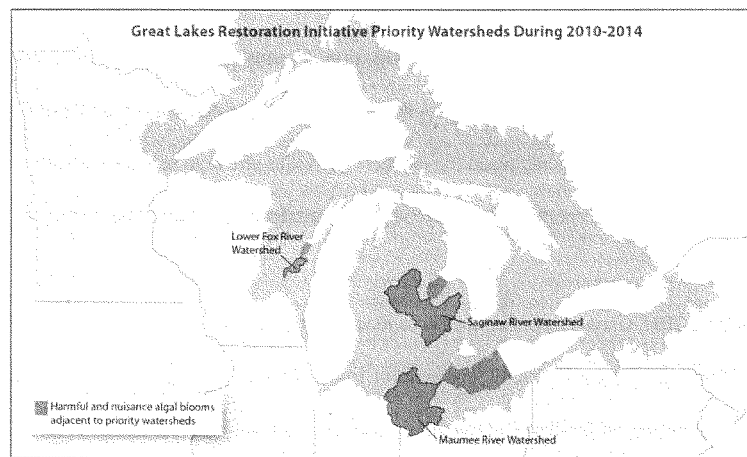 Great Lakes Restoration Initiative Priority Watersheds During 2010-2014
Lower Fox River
Watershed
Saginaw River Watershed
Harmful and nuisance algal blooms
adjacent to priority watersheds
Maumee River Watershed